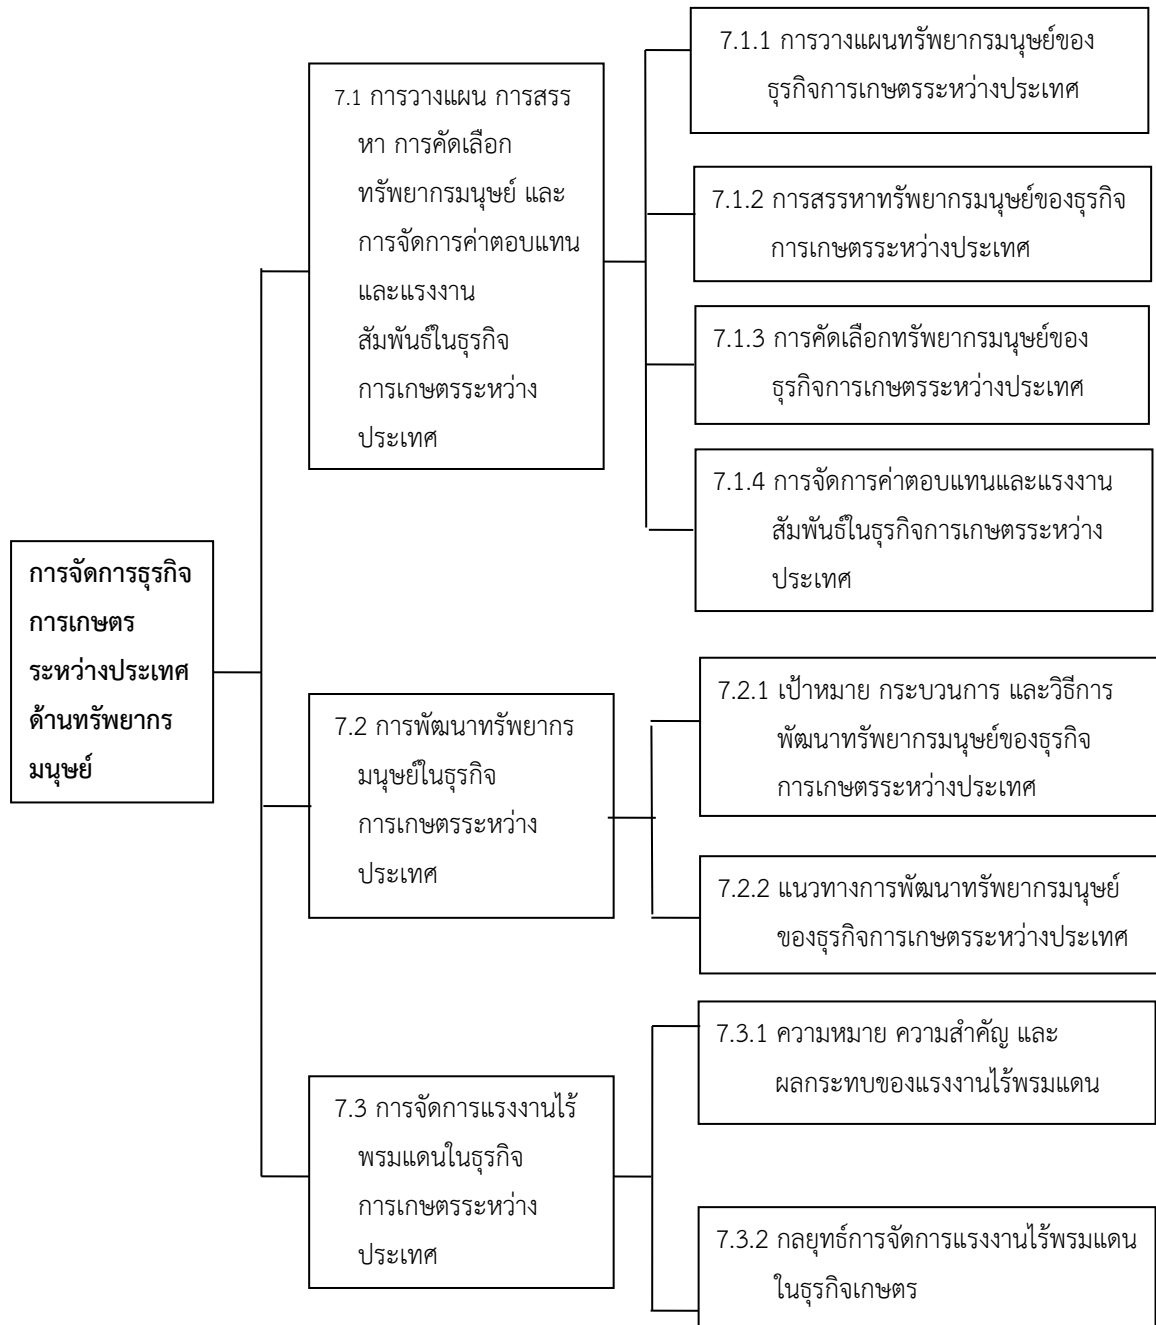 การจัดการธุรกิจ
การเกษตร
ระหว่างประเทศ
ด้านทรัพยากร
มนุษย์
7.1 การวางแผน การสรร
หา การคัดเลือก
ทรัพยากรมนุษย์ และ
การจัดการค่าตอบแทน
และแรงงาน
สัมพันธ์ในธุรกิจ
การเกษตรระหว่าง
ประเทศ
7.1.1 การวางแผนทรัพยากรมนุษย์ของ
ธุรกิจการเกษตรระหว่างประเทศ
7.1.2 การสรรหาทรัพยากรมนุษย์ของธุรกิจ
การเกษตรระหว่างประเทศ
7.1.3 การคัดเลือกทรัพยากรมนุษย์ของ
ธุรกิจการเกษตรระหว่างประเทศ
7.1.4 การจัดการค่าตอบแทนและแรงงาน
สัมพันธ์ในธุรกิจการเกษตรระหว่าง
ประเทศ
7.2 การพัฒนาทรัพยากร
มนุษย์ในธุรกิจ
การเกษตรระหว่าง
ประเทศ
7.2.1 เป้าหมาย กระบวนการ และวิธีการ
พัฒนาทรัพยากรมนุษย์ของธุรกิจ
การเกษตรระหว่างประเทศ
7.2.2 แนวทางการพัฒนาทรัพยากรมนุษย์
ของธุรกิจการเกษตรระหว่างประเทศ
7.3 การจัดการแรงงานไร้
พรมแดนในธุรกิจ
การเกษตรระหว่าง
ประเทศ
7.3.1 ความหมาย ความสำคัญ และ
ผลกระทบของแรงงานไร้พรมแดน
7.3.2 กลยุทธ์การจัดการแรงงานไร้พรมแดน
ในธุรกิจเกษตร